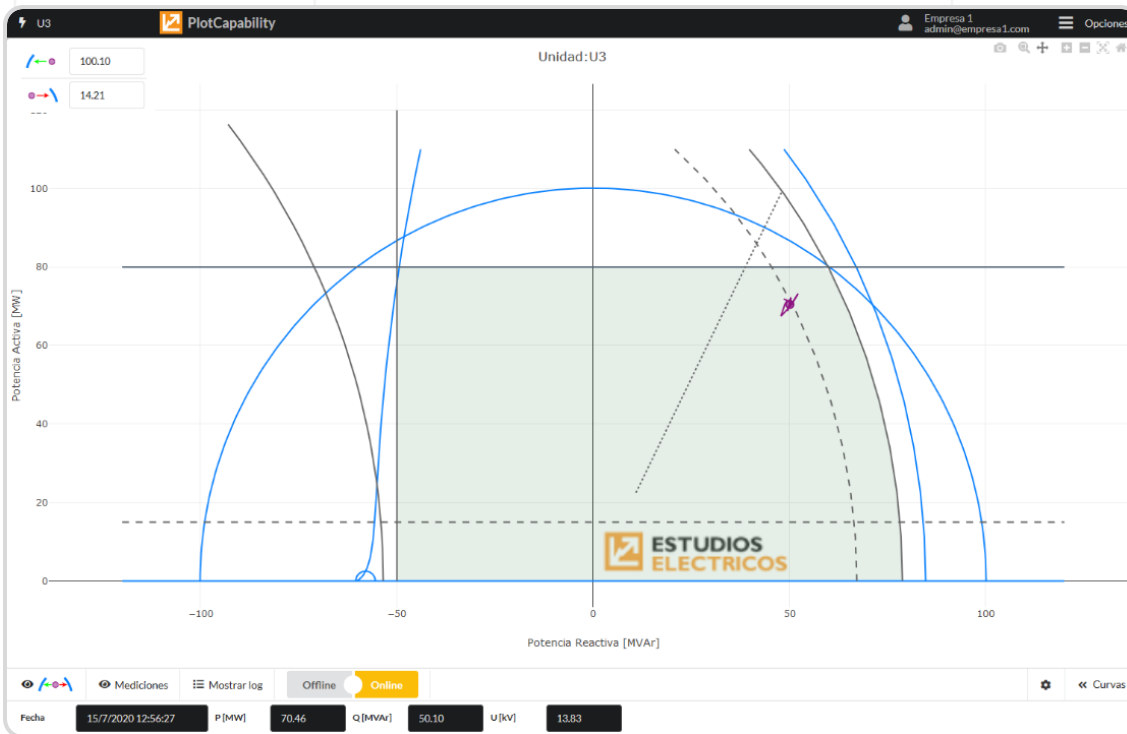 U3
PlotCapability
Empresa 1
admin@empresa1.com
Opciones
100.10
14.21
Unidad:U3
Potencia Activa [MW]
100
80
60
40
20
0
−100
−50
0
50
100
Potencia Reactiva [MVAr]
ESTUDIOS
ELECTRICOS
Mediciones
Mostrar log
Offline
Online
Curvas
Fecha
15/7/2020 12:56:27
P [MW]
70.46
Q [MVAr]
50.10
U [kV]
13.83